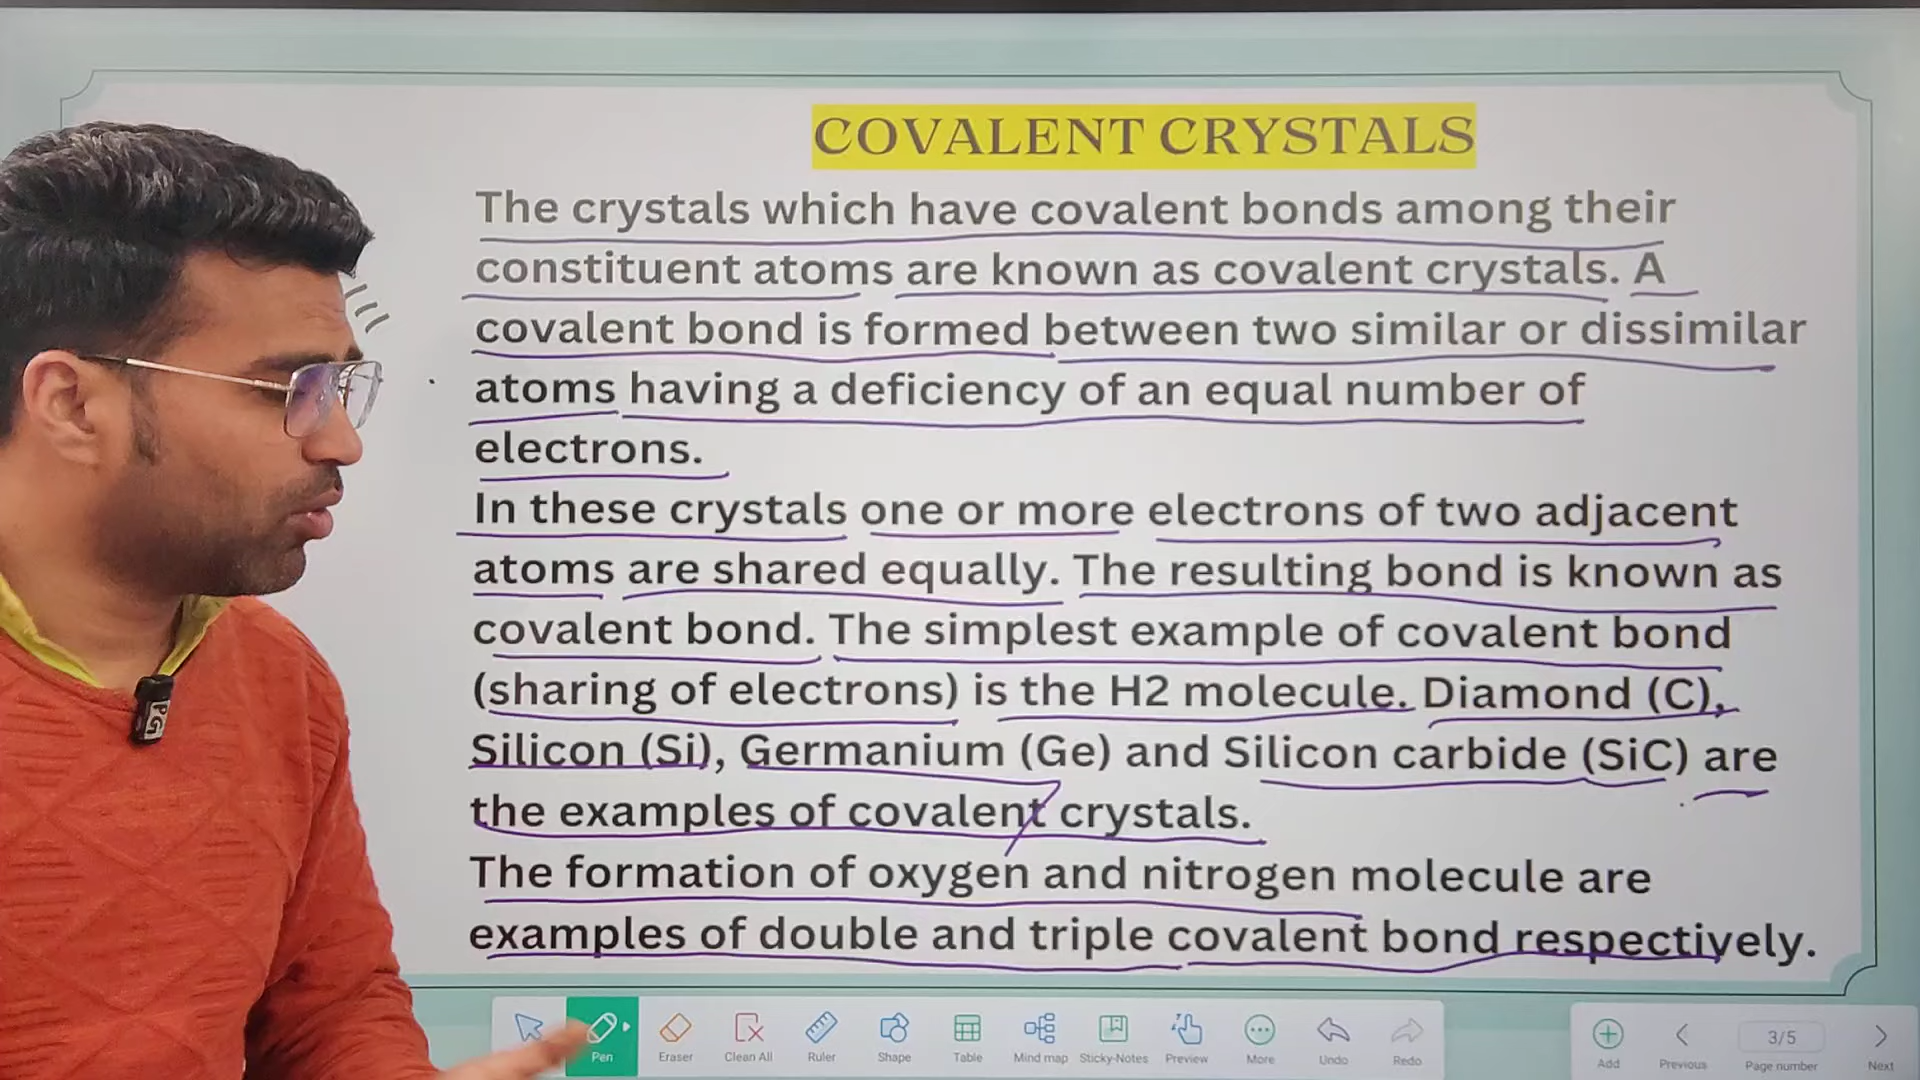 COVALENT CRYSTALS
The crystals which have covalent bonds among their
constituent atoms are known as covalent crystals. A
covalent bond is formed between two similar or dissimilar
atoms having a deficiency of an equal number of
electrons.
In these crystals one or more electrons of two adjacent
atoms are shared equally. The resulting bond is known as
covalent bond. The simplest example of covalent bond
(sharing of electrons) is the H2 molecule. Diamond (C),
Silicon (Si), Germanium (Ge) and Silicon carbide (SiC) are
the examples of covalent crystals.
The formation of oxygen and nitrogen molecule are
examples of double and triple covalent bond respectively.
PG
Pen Eraser Clean All Ruler Shape Table Mind map Sticky-Notes Preview More Undo Redo Add Previous 3/5 Page number Next